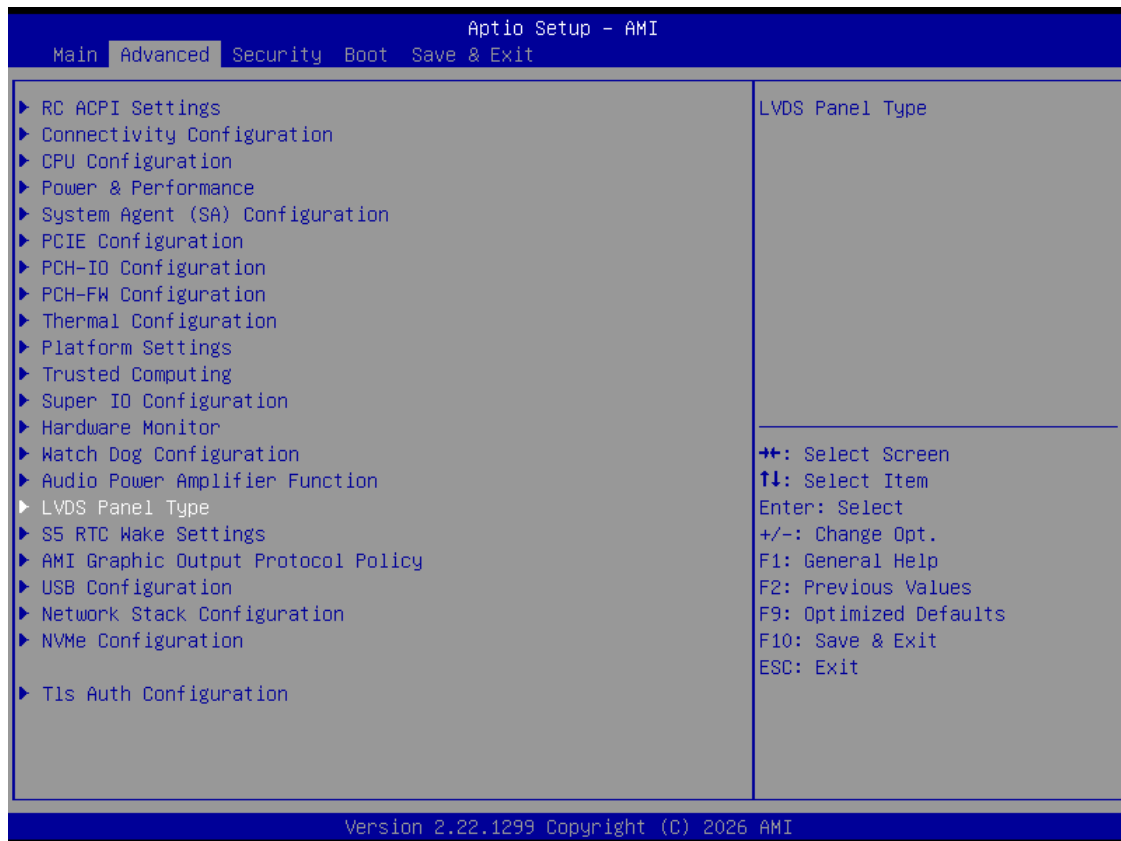 Aptio Setup – AMI
Main Advanced Security Boot Save & Exit
▶ RC ACPI Settings
▶ Connectivity Configuration
▶ CPU Configuration
▶ Power & Performance
▶ System Agent (SA) Configuration
▶ PCIE Configuration
▶ PCH-IO Configuration
▶ PCH-FW Configuration
▶ Thermal Configuration
▶ Platform Settings
▶ Trusted Computing
▶ Super IO Configuration
▶ Hardware Monitor
▶ Watch Dog Configuration
▶ Audio Power Amplifier Function
▶ LVDS Panel Type
▶ S5 RTC Wake Settings
▶ AMI Graphic Output Protocol Policy
▶ USB Configuration
▶ Network Stack Configuration
▶ NVMe Configuration
▶ Tls Auth Configuration
LVDS Panel Type
→←: Select Screen
↑↓: Select Item
Enter: Select
+/-: Change Opt.
F1: General Help
F2: Previous Values
F9: Optimized Defaults
F10: Save & Exit
ESC: Exit
Version 2.22.1299 Copyright (C) 2026 AMI